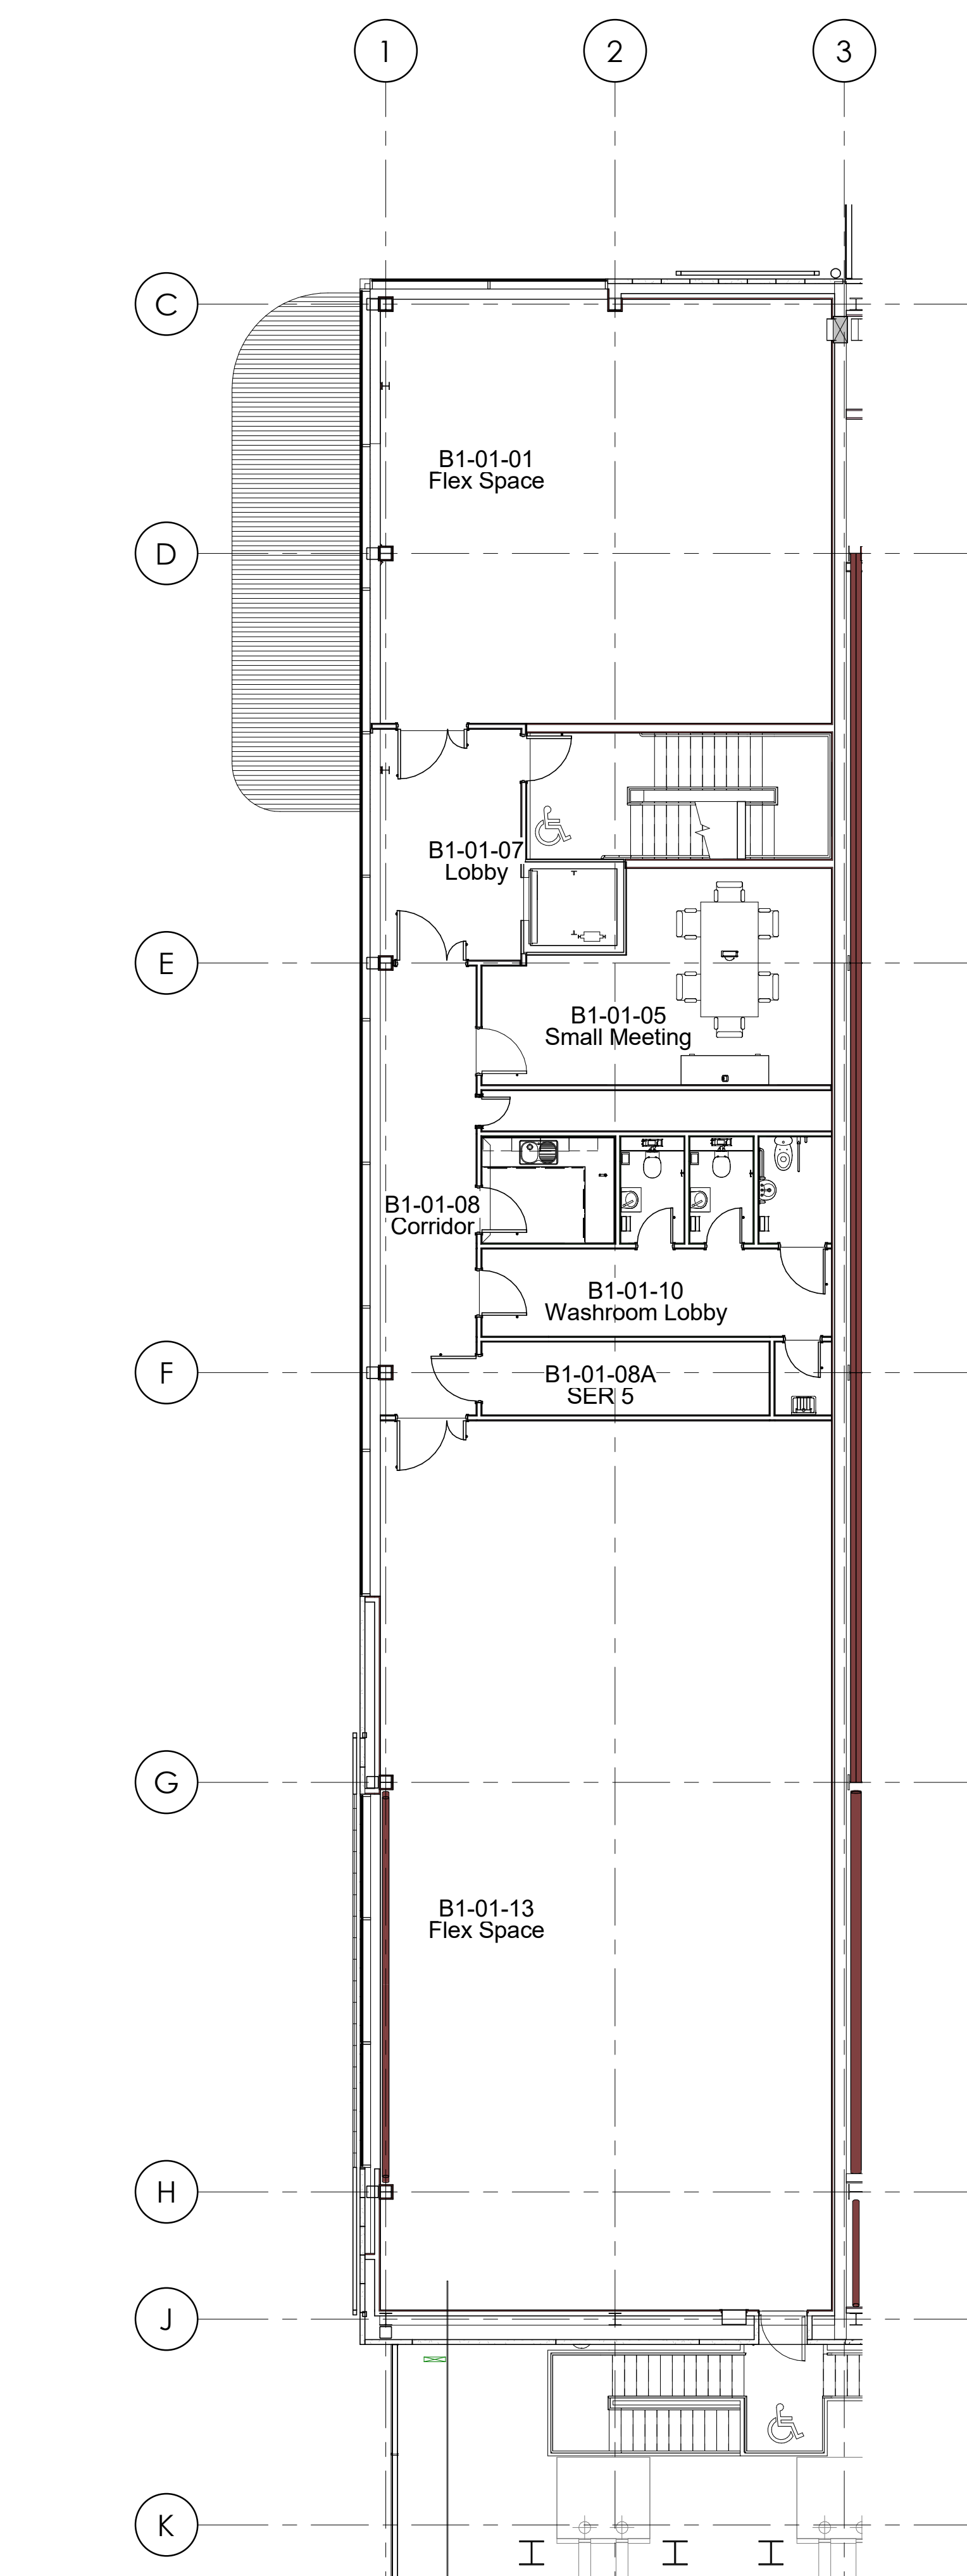 1
2
3
C
B1-01-01
Flex Space
D
B1-01-07
Lobby
E
B1-01-05
Small Meeting
B1-01-08
Corridor
B1-01-10
Washroom Lobby
F
B1-01-08A
SER 5
G
B1-01-13
Flex Space
H
J
K